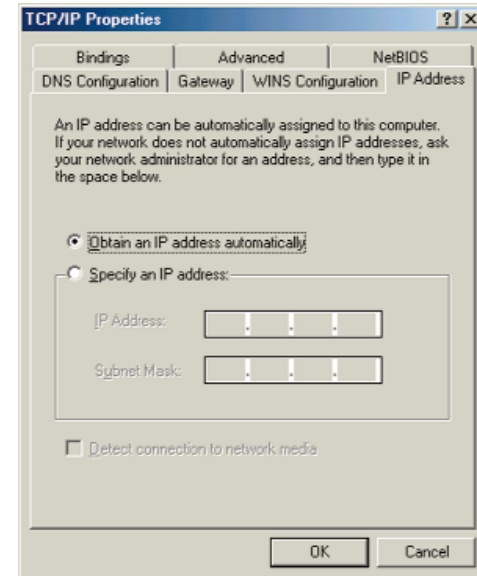 TCP/IP Properties
Bindings Advanced NetBIOS
DNS Configuration Gateway WINS Configuration IP Address
An IP address can be automatically assigned to this computer.
If your network does not automatically assign IP addresses, ask
your network administrator for an address, and then type it in
the space below.
Obtain an IP address automatically
Specify an IP address:
IP Address:
Subnet Mask:
Detect connection to network media
OK Cancel